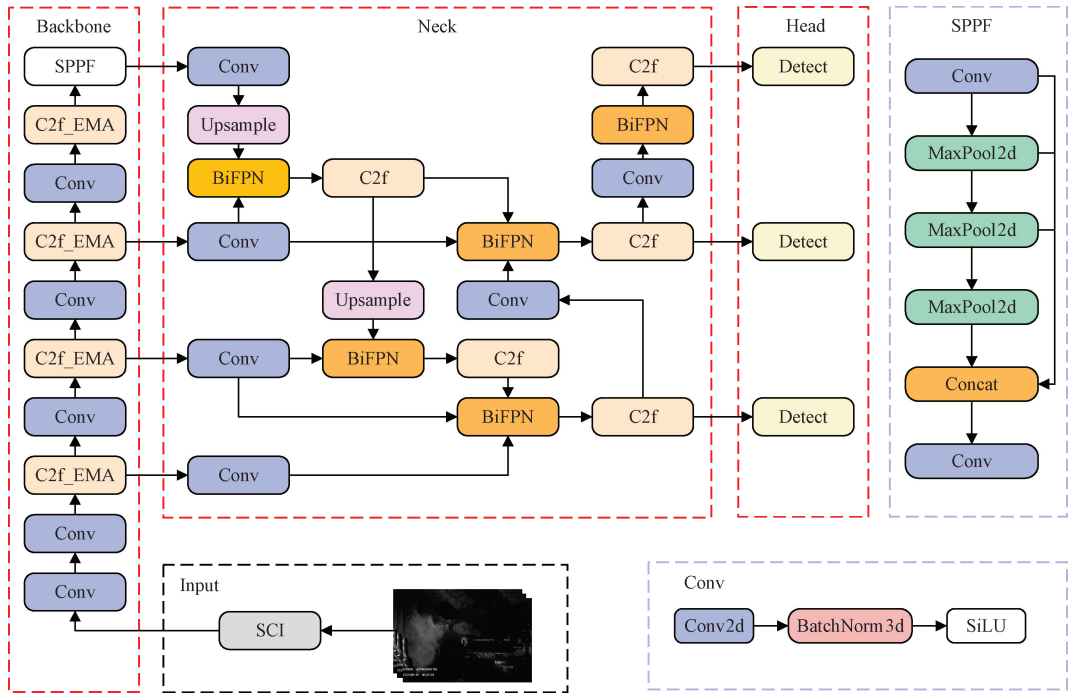 Backbone
Neck
Head
SPPF
SPPF
Conv
C2f
Detect
Conv
C2f_EMA
Upsample
BiFPN
MaxPool2d
Conv
BiFPN
C2f
Conv
C2f_EMA
Conv
BiFPN
C2f
Detect
MaxPool2d
Conv
Upsample
Conv
MaxPool2d
C2f_EMA
Conv
BiFPN
C2f
Concat
Conv
BiFPN
C2f
Detect
C2f_EMA
Conv
Conv
Conv
Conv
Input
SCI
Conv
Conv2d
BatchNorm3d
SiLU